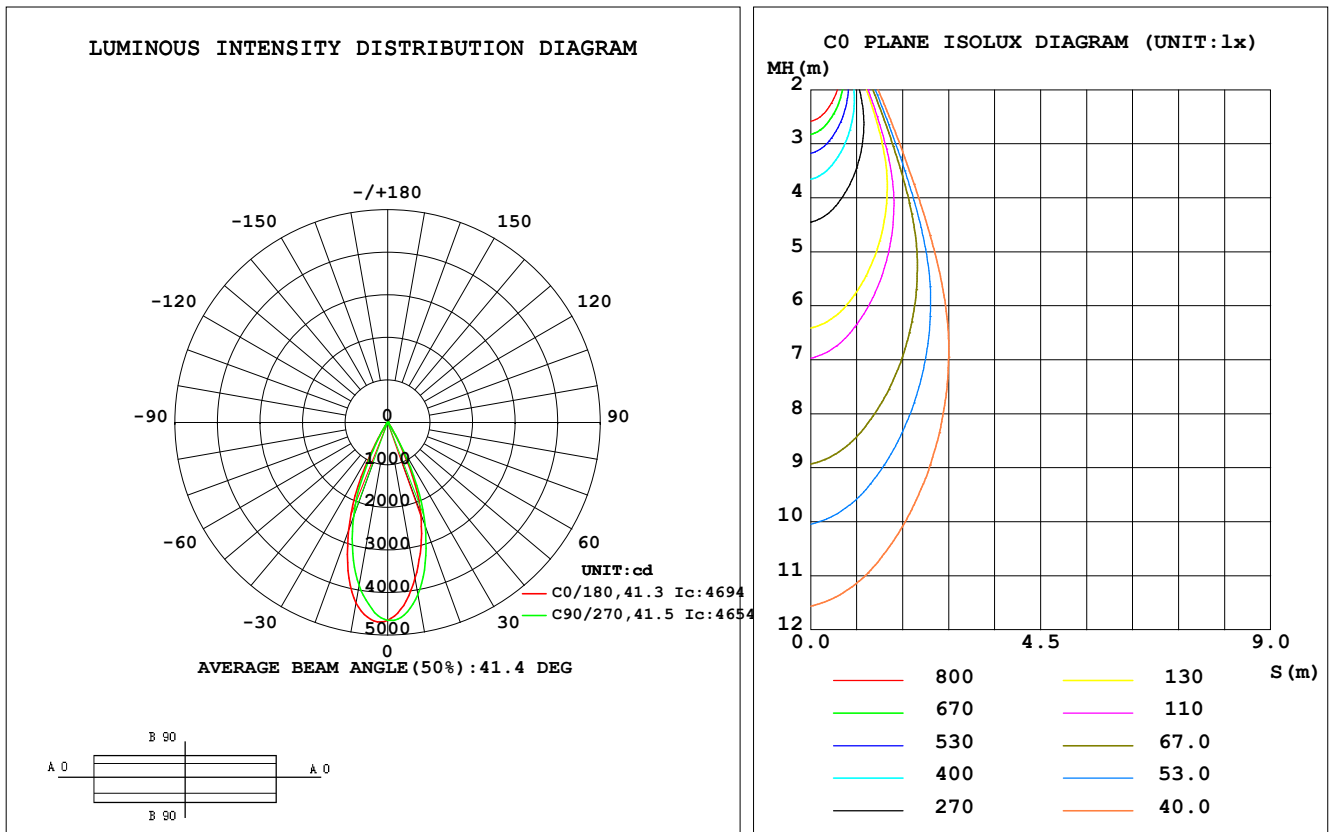 LUMINOUS INTENSITY DISTRIBUTION DIAGRAM
-/+180
-150 150
-120 120
-90 90
-60 60
-30 30
0
0
1000
2000
3000
4000
5000
UNIT:cd
C0/180,41.3 Ic:4694
C90/270,41.5 Ic:4654
AVERAGE BEAM ANGLE(50%):41.4 DEG
B 90
A 0 A 0
B 90
C0 PLANE ISOLUX DIAGRAM (UNIT:lx)
MH(m)
2
3
4
5
6
7
8
9
10
11
12
0.0 4.5 9.0
S(m)
800 130
670 110
530 67.0
400 53.0
270 40.0